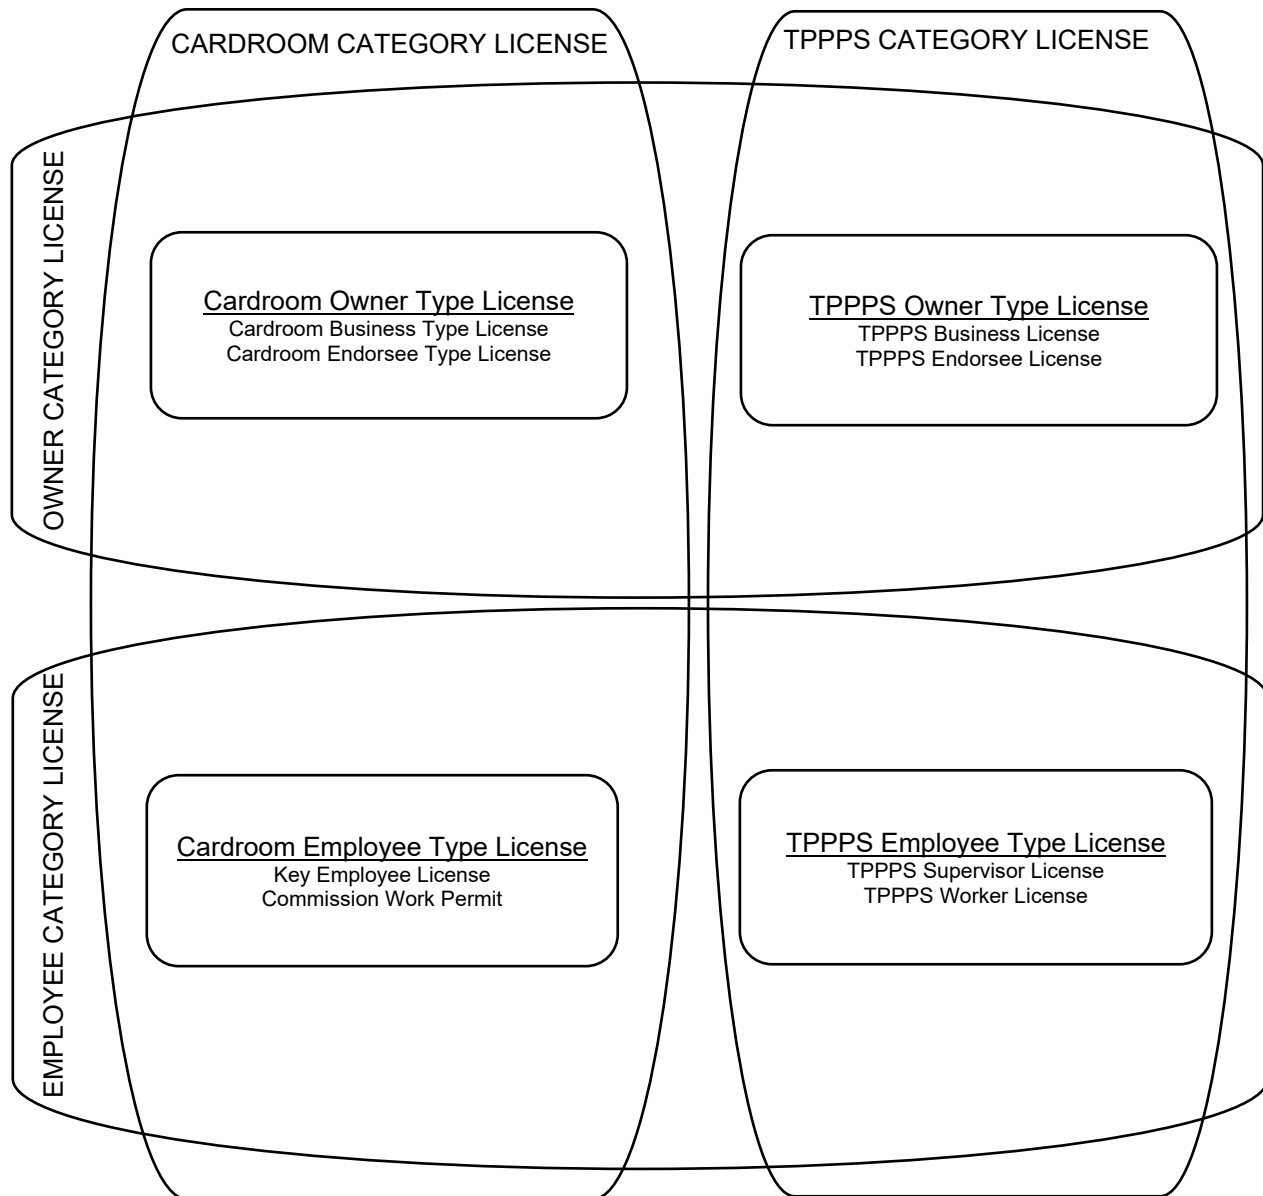 CARDROOM CATEGORY LICENSE
TPPPS CATEGORY LICENSE
OWNER CATEGORY LICENSE
Cardroom Owner Type License
Cardroom Business Type License
Cardroom Endorsee Type License
TPPPS Owner Type License
TPPPS Business License
TPPPS Endorsee License
EMPLOYEE CATEGORY LICENSE
Cardroom Employee Type License
Key Employee License
Commission Work Permit
TPPPS Employee Type License
TPPPS Supervisor License
TPPPS Worker License